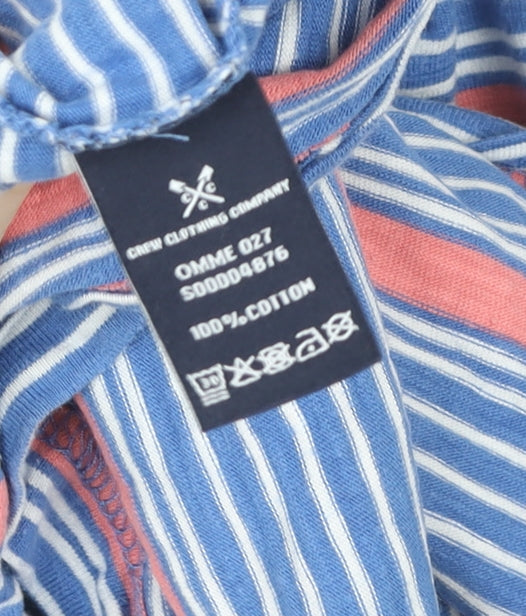 C C
C
CREW CLOTHING COMPANY
OMME 027
S00004876
100% COTTON
30